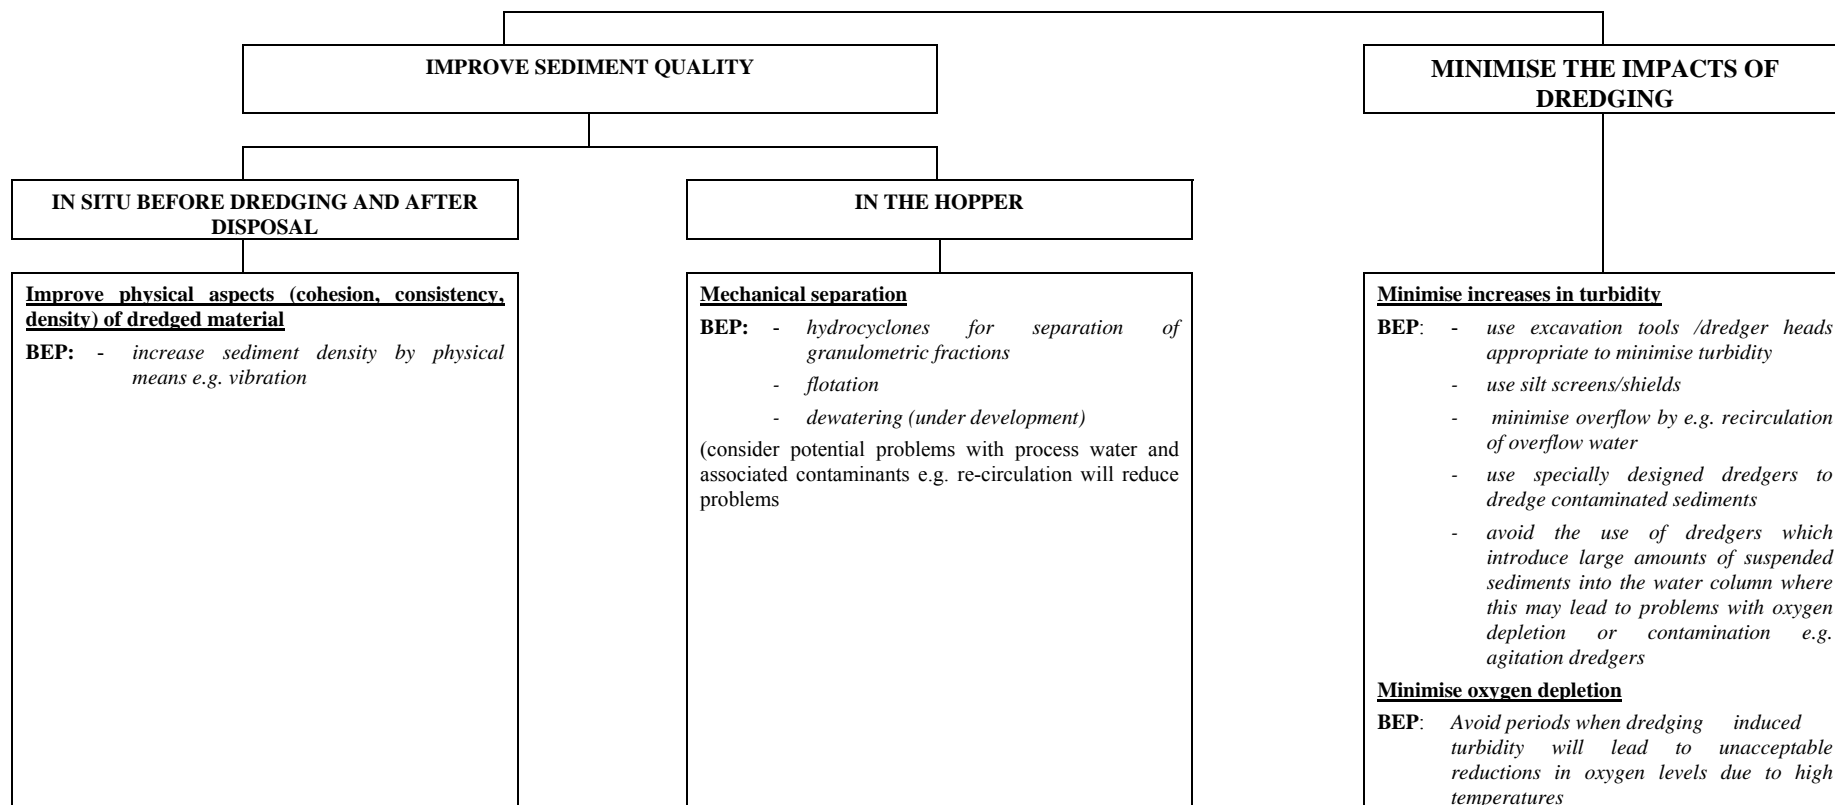 IMPROVE SEDIMENT QUALITY
MINIMISE THE IMPACTS OF
DREDGING
IN SITU BEFORE DREDGING AND AFTER
DISPOSAL
IN THE HOPPER
Improve physical aspects (cohesion, consistency,
density) of dredged material
BEP: - increase sediment density by physical
means e.g. vibration
Mechanical separation
BEP: - hydrocyclones for separation of
granulometric fractions
- flotation
- dewatering (under development)
(consider potential problems with process water and
associated contaminants e.g. re-circulation will reduce
problems
Minimise increases in turbidity
BEP: - use excavation tools /dredger heads
appropriate to minimise turbidity
- use silt screens/shields
- minimise overflow by e.g. recirculation
of overflow water
- use specially designed dredgers to
dredge contaminated sediments
- avoid the use of dredgers which
introduce large amounts of suspended
sediments into the water column where
this may lead to problems with oxygen
depletion or contamination e.g.
agitation dredgers
Minimise oxygen depletion
BEP: Avoid periods when dredging induced
turbidity will lead to unacceptable
reductions in oxygen levels due to high
temperatures